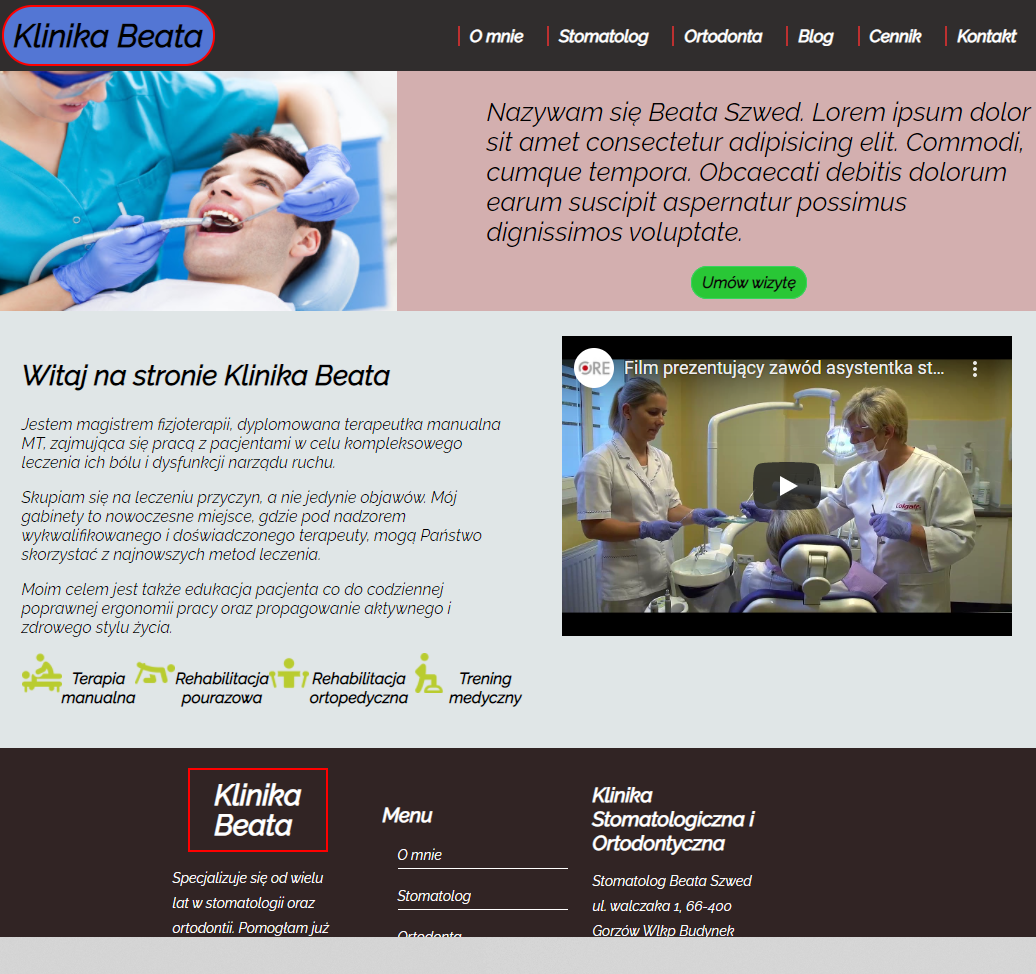 Klinika Beata
O mnie
Stomatolog
Ortodonta
Blog
Cennik
Kontakt
Nazywam się Beata Szwed. Lorem ipsum dolor
sit amet consectetur adipisicing elit. Commodi,
cumque tempora. Obcaecati debitis dolorum
earum suscipit aspernatur possimus
dignissimos voluptate.
Umów wizytę
Witaj na stronie Klinika Beata
Jestem magistrem fizjoterapii, dyplomowana terapeutka manualna
MT, zajmująca się pracą z pacjentami w celu kompleksowego
leczenia ich bólu i dysfunkcji narządu ruchu.
Skupiam się na leczeniu przyczyn, a nie jedynie objawów. Mój
gabinety to nowoczesne miejsce, gdzie pod nadzorem
wykwalifikowanego i doświadczonego terapeuty, mogą Państwo
skorzystać z najnowszych metod leczenia.
Moim celem jest także edukacja pacjenta co do codziennej
poprawnej ergonomii pracy oraz propagowanie aktywnego i
zdrowego stylu życia.
Terapia
manualna
Rehabilitacja
pourazowa
Rehabilitacja
ortopedyczna
Trening
medyczny
ORE
Film prezentujący zawód asystentka st...
Colgate
Klinika
Beata
Specjalizuje się od wielu
lat w stomatologii oraz
ortodontii. Pomogłam już
Menu
O mnie
Stomatolog
Ortodonta
Klinika
Stomatologiczna i
Ortodontyczna
Stomatolog Beata Szwed
ul. walczaka 1, 66-400
Gorzów Wlkp Budynek